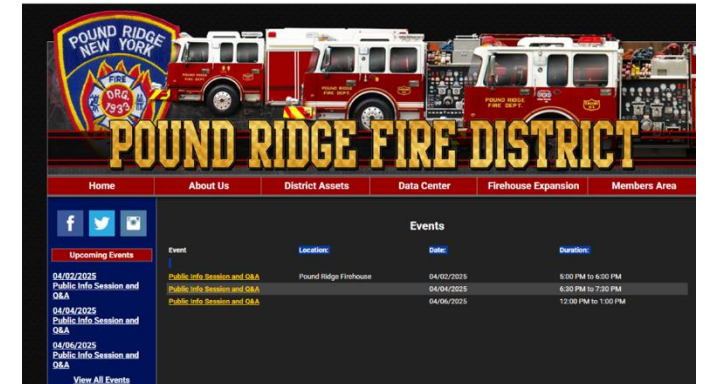 POUND RIDGE
NEW YORK
FIRE
ORG.
1933
POUND RIDGE
FIRE DEPT.
POUND RIDGE FIRE DISTRICT
Home About Us District Assets Data Center Firehouse Expansion Members Area
Events
Upcoming Events
04/02/2025
Public Info Session and
Q&A
04/04/2025
Public Info Session and
Q&A
04/06/2025
Public Info Session and
Q&A
View All Events
Event Location: Date: Duration:
Public Info Session and Q&A Pound Ridge Firehouse 04/02/2025 5:00 PM to 6:00 PM
Public Info Session and Q&A 04/04/2025 6:30 PM to 7:30 PM
Public Info Session and Q&A 04/06/2025 12:00 PM to 1:00 PM